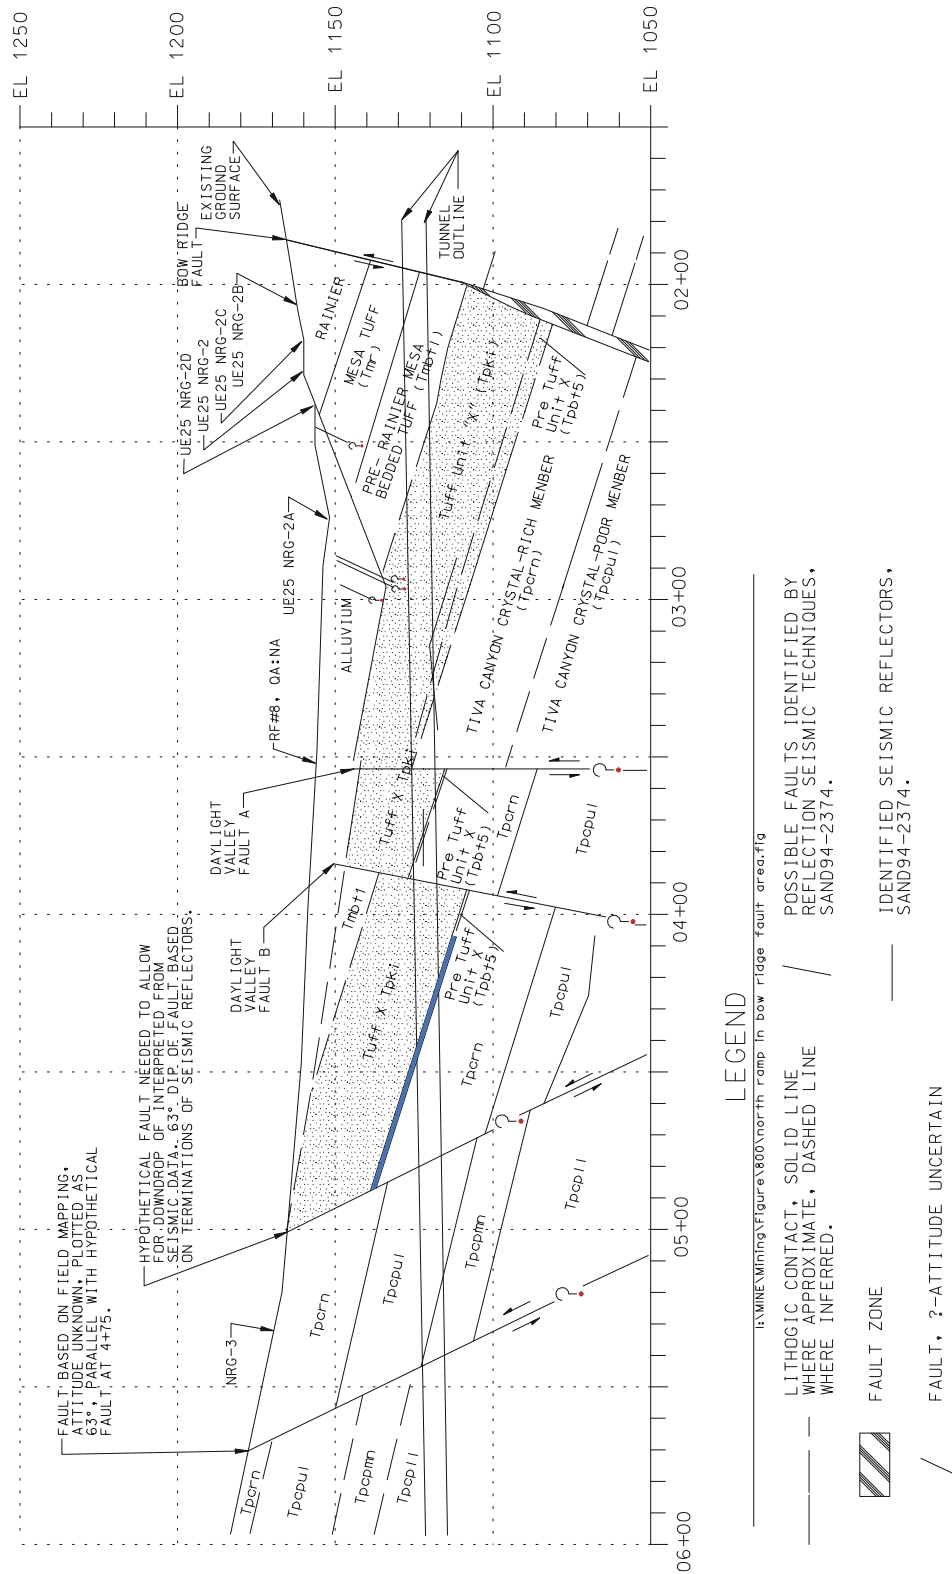 EL 1250
EL 1200
EL 1150
EL 1100
EL 1050
FAULT BASED ON FIELD MAPPING,
ATTITUDE UNKNOWN, PLOTTED AS
63°, PARALLEL WITH HYPOTHETICAL
FAULT AT 4+75.
HYPOTHETICAL FAULT NEEDED TO ALLOW
FOR DOWNDROP OF INTERPRETED FROM
SEISMIC DATA. 63° DIP OF FAULT BASED
ON TERMINATIONS OF SEISMIC REFLECTORS.
NRG-3
DAYLIGHT
VALLEY
FAULT B
DAYLIGHT
VALLEY
FAULT A
RF#8, QA:NA
UE25 NRG-2A
UE25 NRG-2D
UE25 NRG-2
UE25 NRG-2C
UE25 NRG-2B
BOW RIDGE
FAULT
EXISTING
GROUND
SURFACE
TUNNEL
OUTLINE
RAINIER
MESA TUFF
(Tmr)
PRE- RAINIER MESA
BEDDED TUFF (Tmbt1)
Tuff Unit "X" (Tpki)
Pre Tuff
Unit X
(Tpbt5)
ALLUVIUM
?
?
?
?
TIVA CANYON CRYSTAL-RICH MENBER
(Tpcrn)
TIVA CANYON CRYSTAL-POOR MENBER
(Tpcpul)
Tuff X Tpki
Pre Tuff
Unit X
(Tpbt5)
Tpcrn
Tpcpul
?
Tmbt1
Tuff X Tpki
Pre Tuff
Unit X
(Tpbt5)
Tpcrn
Tpcpul
?
Tpcrn
Tpcpul
Tpcpmn
Tpcpll
?
Tpcrn
Tpcpul
Tpcpmn
Tpcpll
?
06+00
05+00
04+00
03+00
02+00
LEGEND
I:\MINE\Mining\Figure\800\north ramp in bow ridge fault area.fig
LITHOGIC CONTACT, SOLID LINE
WHERE APPROXIMATE, DASHED LINE
WHERE INFERRED.
FAULT ZONE
FAULT, ?-ATTITUDE UNCERTAIN
POSSIBLE FAULTS IDENTIFIED BY
REFLECTION SEISMIC TECHNIQUES,
SAND94-2374.
IDENTIFIED SEISMIC REFLECTORS,
SAND94-2374.